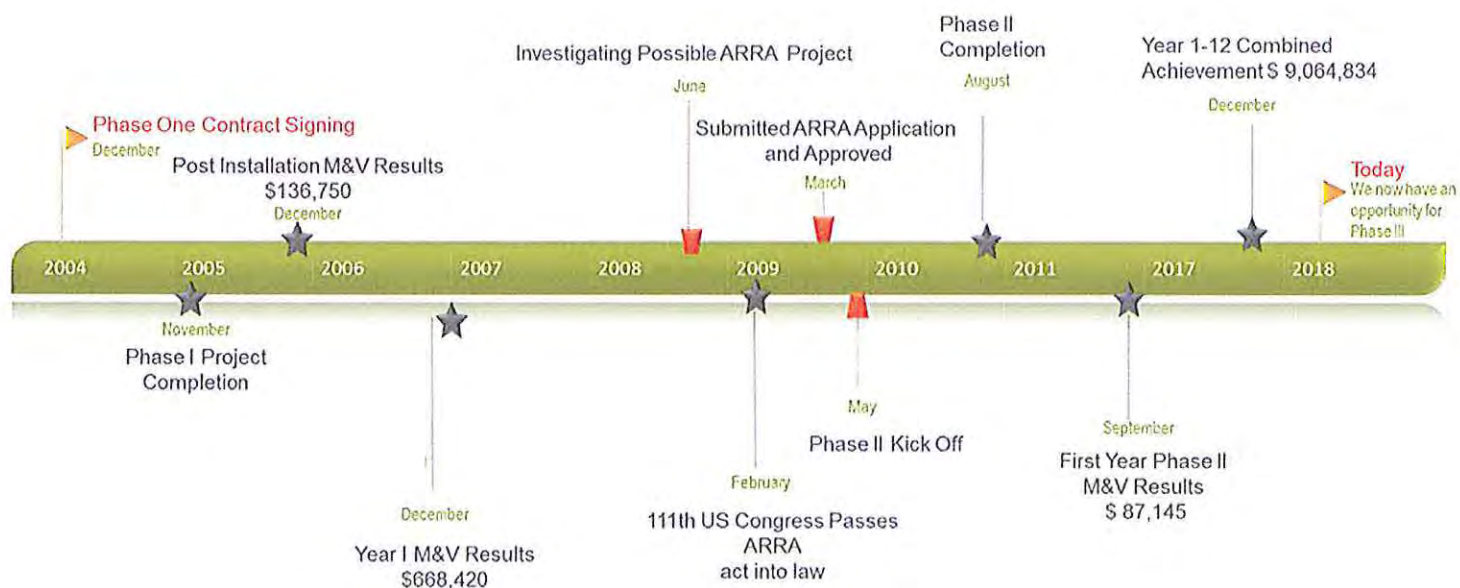 Phase One Contract Signing
December
Post Installation M&V Results
$136,750
December
Investigating Possible ARRA Project
June
Submitted ARRA Application
and Approved
March
Phase II
Completion
August
Year 1-12 Combined
Achievement $ 9,064,834
December
Today
We now have an
opportunity for
Phase III
2004
2005
2006
2007
2008
2009
2010
2011
2017
2018
November
Phase I Project
Completion
December
Year I M&V Results
$668,420
February
111th US Congress Passes
ARRA
act into law
May
Phase II Kick Off
September
First Year Phase II
M&V Results
$ 87,145